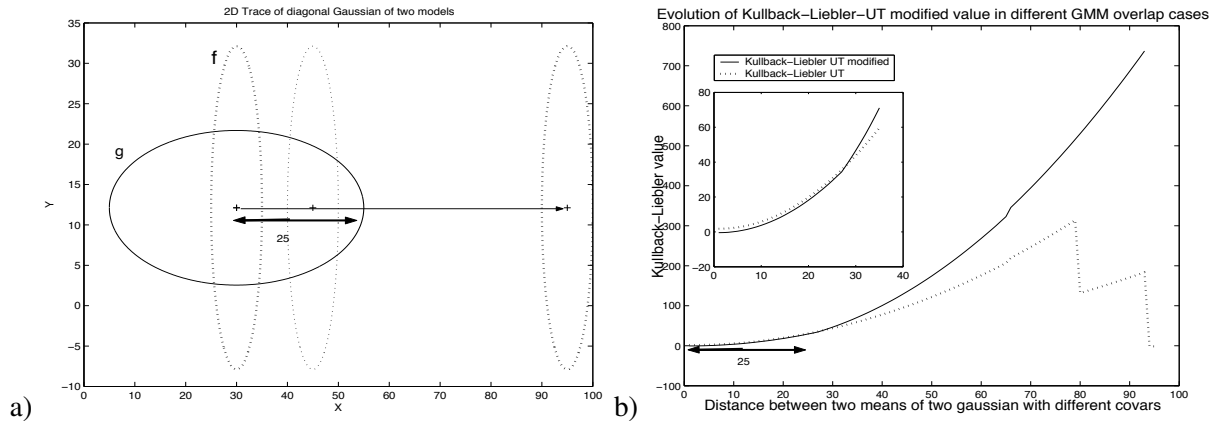 2D Trace of diagonal Gaussian of two models
35
30
25
20
15
10
5
0
−5
−10
Y
f
g
25
0 10 20 30 40 50 60 70 80 90 100
X
a)
Evolution of Kullback−Liebler−UT modified value in different GMM overlap cases
800
700
600
500
400
300
200
100
0
−100
Kullback−Liebler value
Kullback−Liebler UT modified
Kullback−Liebler UT
80
60
40
20
0
−20
0 10 20 30 40
25
0 10 20 30 40 50 60 70 80 90 100
Distance between two means of two gaussian with different covars
b)